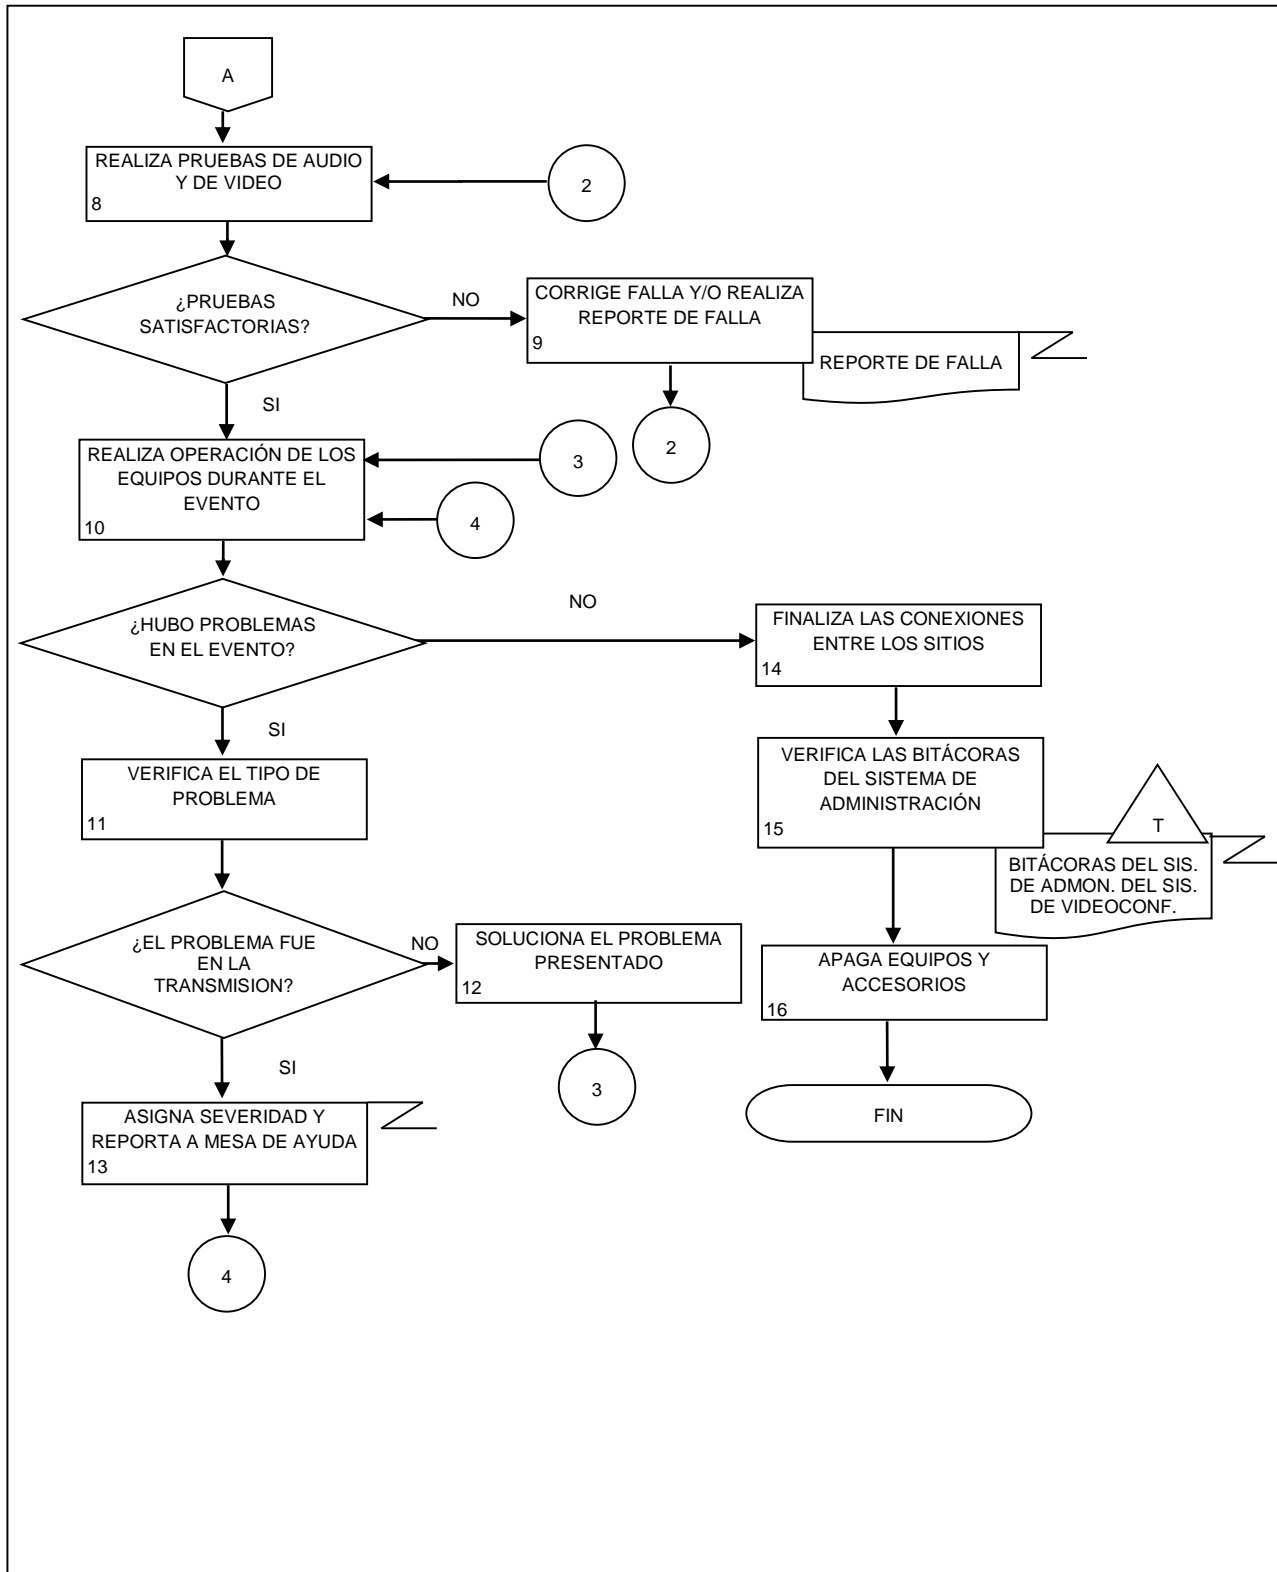 A
REALIZA PRUEBAS DE AUDIO
Y DE VIDEO
8
2
¿PRUEBAS
SATISFACTORIAS?
NO
CORRIGE FALLA Y/O REALIZA
REPORTE DE FALLA
9
REPORTE DE FALLA
SI
2
REALIZA OPERACIÓN DE LOS
EQUIPOS DURANTE EL
EVENTO
10
3
4
¿HUBO PROBLEMAS
EN EL EVENTO?
NO
FINALIZA LAS CONEXIONES
ENTRE LOS SITIOS
14
SI
VERIFICA EL TIPO DE
PROBLEMA
11
VERIFICA LAS BITÁCORAS
DEL SISTEMA DE
ADMINISTRACIÓN
15
T
BITÁCORAS DEL SIS.
DE ADMON. DEL SIS.
DE VIDEOCONF.
¿EL PROBLEMA FUE
EN LA
TRANSMISION?
NO
SOLUCIONA EL PROBLEMA
PRESENTADO
12
APAGA EQUIPOS Y
ACCESORIOS
16
SI
3
ASIGNA SEVERIDAD Y
REPORTA A MESA DE AYUDA
13
FIN
4